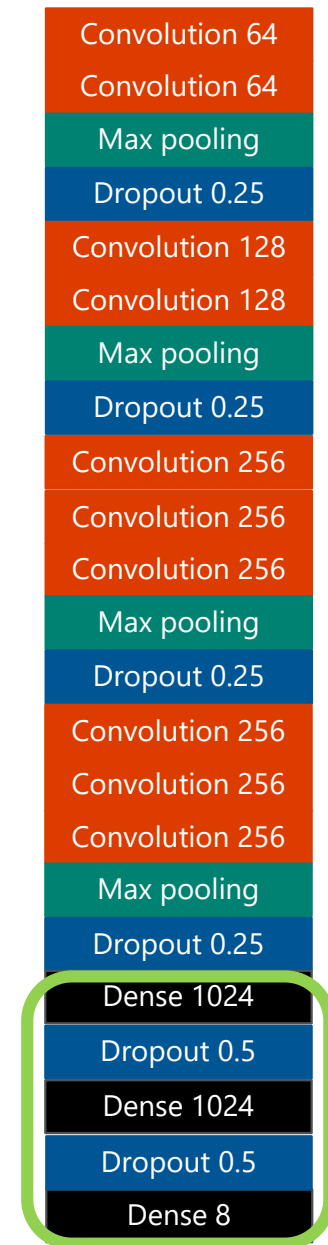 Convolution 64
Convolution 64
Max pooling
Dropout 0.25
Convolution 128
Convolution 128
Max pooling
Dropout 0.25
Convolution 256
Convolution 256
Convolution 256
Max pooling
Dropout 0.25
Convolution 256
Convolution 256
Convolution 256
Max pooling
Dropout 0.25
Dense 1024
Dropout 0.5
Dense 1024
Dropout 0.5
Dense 8